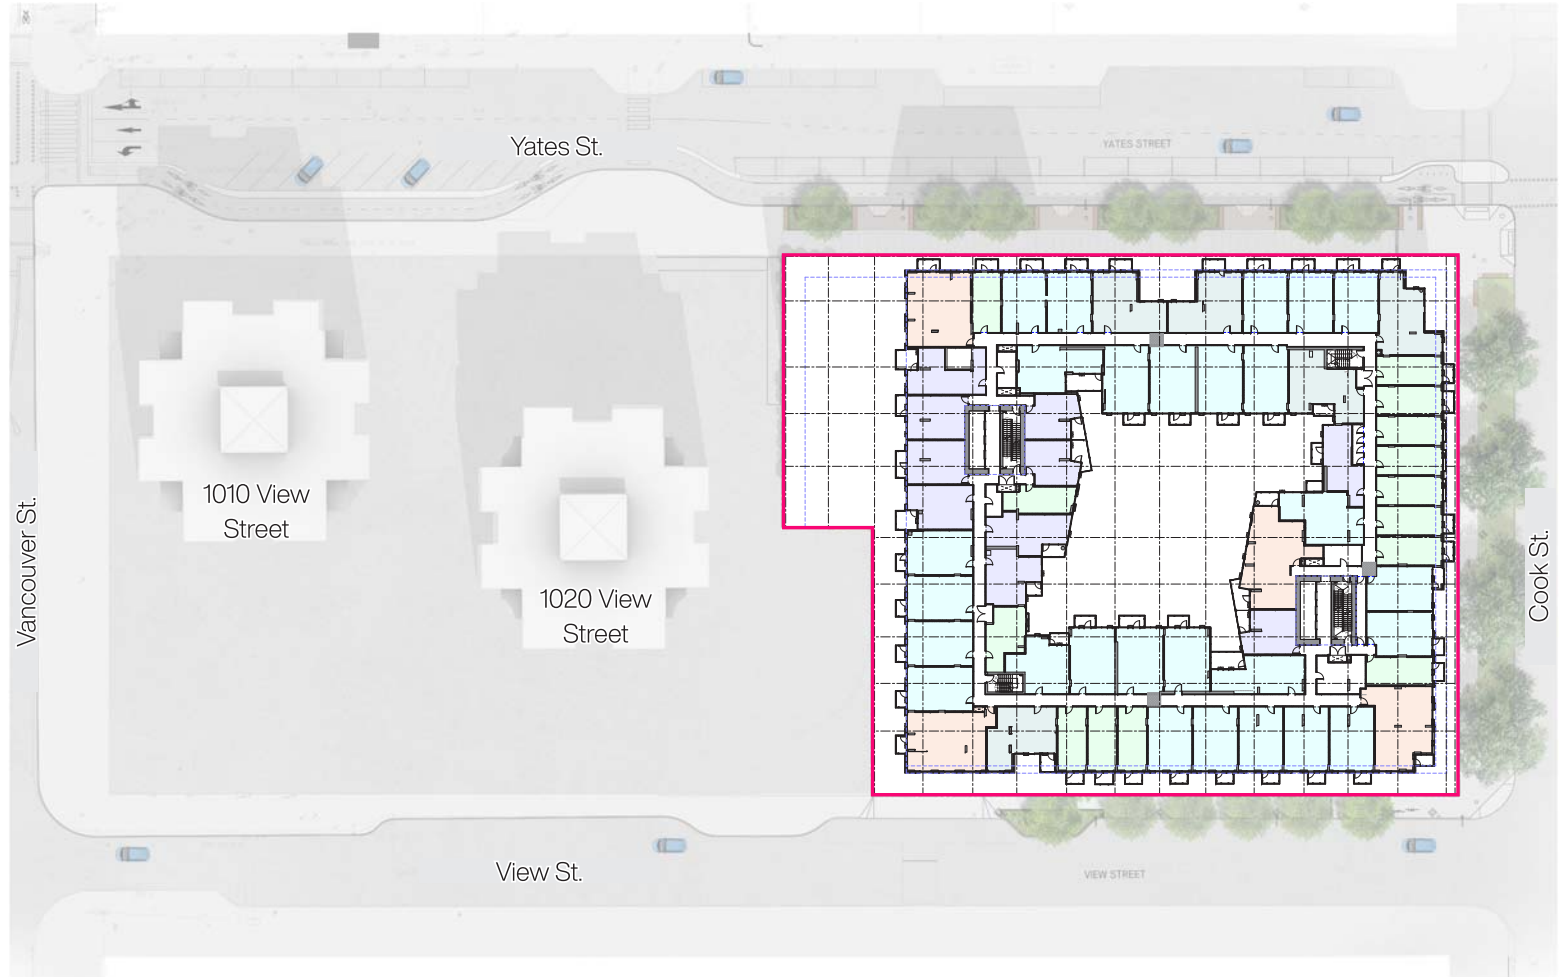 Yates St.
YATES STREET
1010 View
Street
1020 View
Street
Vancouver St.
Cook St.
View St.
VIEW STREET